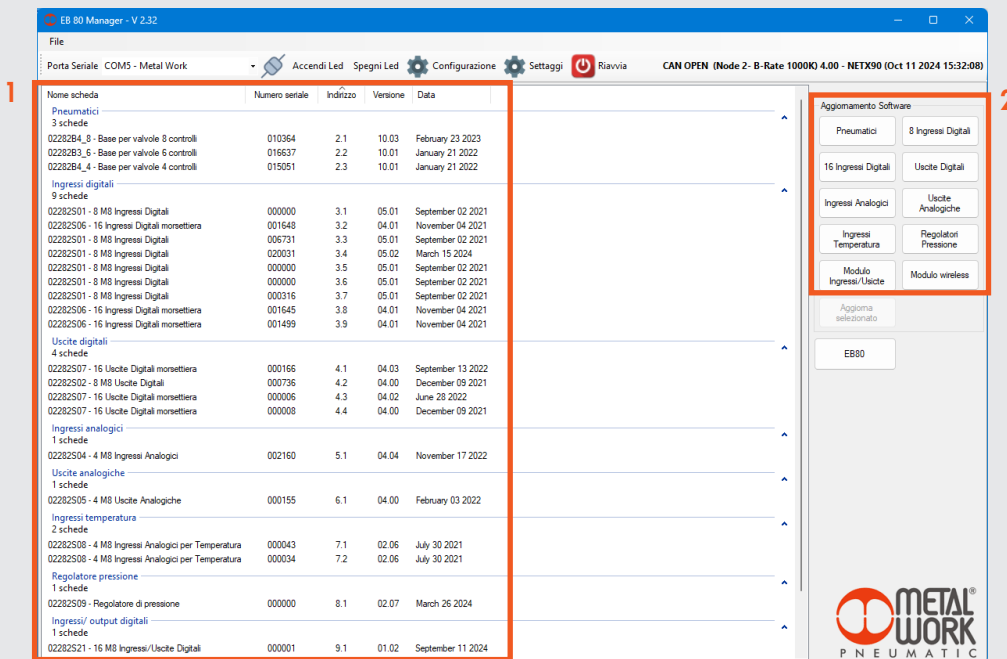 EB 80 Manager - V 2.32
File
Porta Seriale COM5 - Metal Work Accendi Led Spegni Led Configurazione Settaggi Riavvia CAN OPEN (Node 2- B-Rate 1000K) 4.00 - NETX90 (Oct 11 2024 15:32:08)
1
Nome scheda Numero seriale Indirizzo Versione Data
Pneumatici
3 schede
02282B4_8 - Base per valvole 8 controlli 010364 2.1 10.03 February 23 2023
02282B3_6 - Base per valvole 6 controlli 016637 2.2 10.01 January 21 2022
02282B4_4 - Base per valvole 4 controlli 015051 2.3 10.01 January 21 2022
Ingressi digitali
9 schede
02282S01 - 8 M8 Ingressi Digitali 000000 3.1 05.01 September 02 2021
02282S06 - 16 Ingressi Digitali morsettiera 001648 3.2 04.01 November 04 2021
02282S01 - 8 M8 Ingressi Digitali 006731 3.3 05.01 September 02 2021
02282S01 - 8 M8 Ingressi Digitali 020031 3.4 05.02 March 15 2024
02282S01 - 8 M8 Ingressi Digitali 000000 3.5 05.01 September 02 2021
02282S01 - 8 M8 Ingressi Digitali 000000 3.6 05.01 September 02 2021
02282S01 - 8 M8 Ingressi Digitali 000316 3.7 05.01 September 02 2021
02282S06 - 16 Ingressi Digitali morsettiera 001645 3.8 04.01 November 04 2021
02282S06 - 16 Ingressi Digitali morsettiera 001499 3.9 04.01 November 04 2021
Uscite digitali
4 schede
02282S07 - 16 Uscite Digitali morsettiera 000166 4.1 04.03 September 13 2022
02282S02 - 8 M8 Uscite Digitali 000736 4.2 04.00 December 09 2021
02282S07 - 16 Uscite Digitali morsettiera 000006 4.3 04.02 June 28 2022
02282S07 - 16 Uscite Digitali morsettiera 000008 4.4 04.00 December 09 2021
Ingressi analogici
1 schede
02282S04 - 4 M8 Ingressi Analogici 002160 5.1 04.04 November 17 2022
Uscite analogiche
1 schede
02282S05 - 4 M8 Uscite Analogiche 000155 6.1 04.00 February 03 2022
Ingressi temperatura
2 schede
02282S08 - 4 M8 Ingressi Analogici per Temperatura 000043 7.1 02.06 July 30 2021
02282S08 - 4 M8 Ingressi Analogici per Temperatura 000034 7.2 02.06 July 30 2021
Regolatore pressione
1 schede
02282S09 - Regolatore di pressione 000000 8.1 02.07 March 26 2024
Ingressi/ output digitali
1 schede
02282S21 - 16 M8 Ingressi/Uscite Digitali 000001 9.1 01.02 September 11 2024
2
Aggiornamento Softw
Pneumatici 8 Ingressi Digitali
16 Ingressi Digitali Uscite Digitali
Ingressi Analogici Uscite
Analogiche
Ingressi
Temperatura Regolatori
Pressione
Modulo
Ingressi/Usicte Modulo wireless
Aggiorna
selezionato
EB80
METAL®
WORK
PNEUMATIC